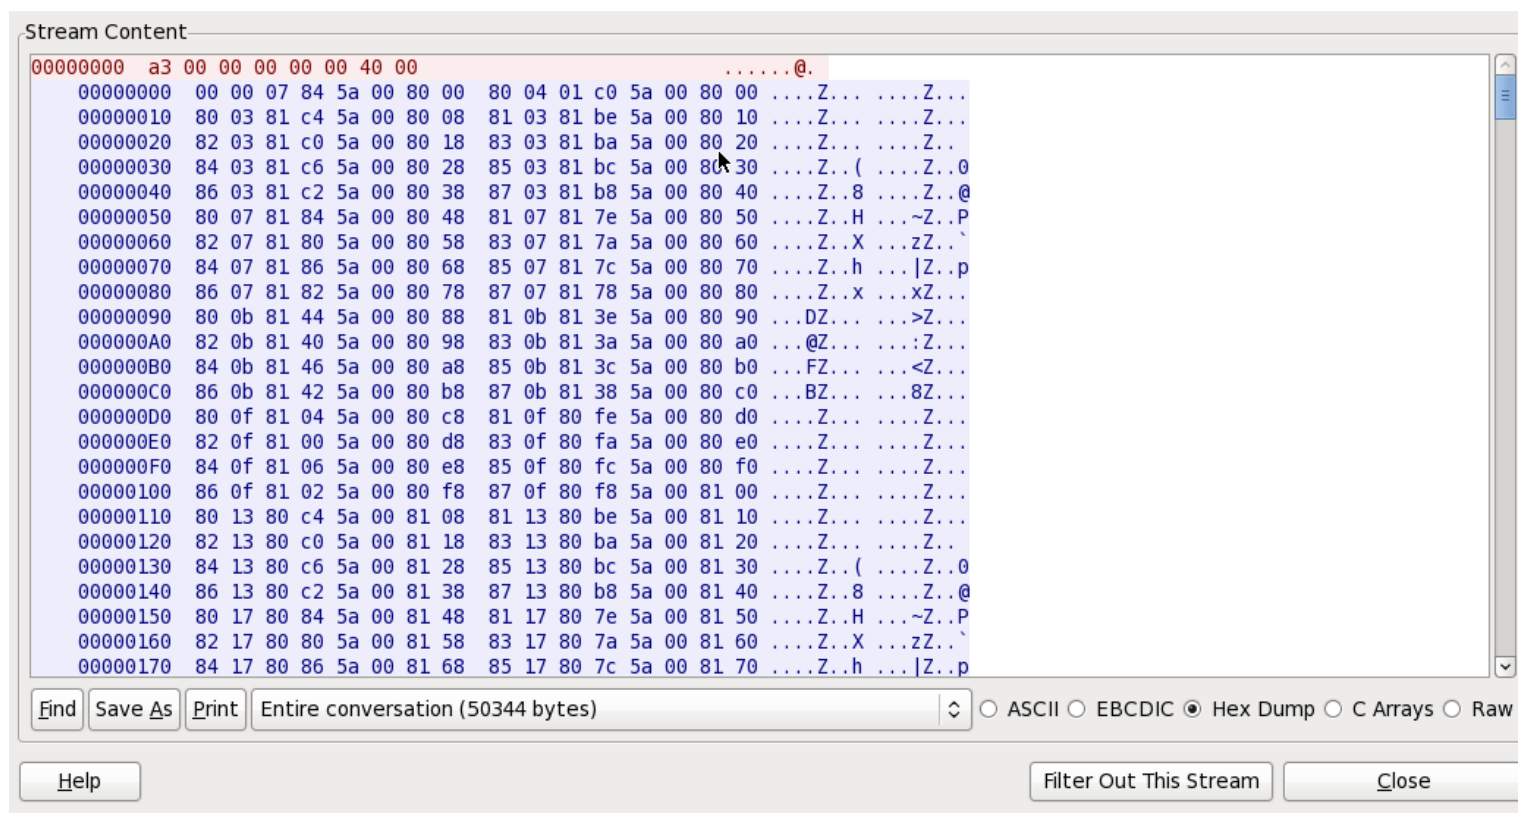 Stream Content
00000000  a3 00 00 00 00 00 40 00                            ......@.
    00000000  00 00 07 84 5a 00 80 00  80 04 01 c0 5a 00 80 00 ....Z... ....Z...
    00000010  80 03 81 c4 5a 00 80 08  81 03 81 be 5a 00 80 10 ....Z... ....Z...
    00000020  82 03 81 c0 5a 00 80 18  83 03 81 ba 5a 00 80 20 ....Z... ....Z.. 
    00000030  84 03 81 c6 5a 00 80 28  85 03 81 bc 5a 00 80 30 ....Z..( ....Z..0
    00000040  86 03 81 c2 5a 00 80 38  87 03 81 b8 5a 00 80 40 ....Z..8 ....Z..@
    00000050  80 07 81 84 5a 00 80 48  81 07 81 7e 5a 00 80 50 ....Z..H ...~Z..P
    00000060  82 07 81 80 5a 00 80 58  83 07 81 7a 5a 00 80 60 ....Z..X ...zZ..`
    00000070  84 07 81 86 5a 00 80 68  85 07 81 7c 5a 00 80 70 ....Z..h ...|Z..p
    00000080  86 07 81 82 5a 00 80 78  87 07 81 78 5a 00 80 80 ....Z..x ...xZ...
    00000090  80 0b 81 44 5a 00 80 88  81 0b 81 3e 5a 00 80 90 ...DZ... ...>Z...
    000000A0  82 0b 81 40 5a 00 80 98  83 0b 81 3a 5a 00 80 a0 ...@Z... ...:Z...
    000000B0  84 0b 81 46 5a 00 80 a8  85 0b 81 3c 5a 00 80 b0 ...FZ... ...<Z...
    000000C0  86 0b 81 42 5a 00 80 b8  87 0b 81 38 5a 00 80 c0 ...BZ... ...8Z...
    000000D0  80 0f 81 04 5a 00 80 c8  81 0f 80 fe 5a 00 80 d0 ....Z... ....Z...
    000000E0  82 0f 81 00 5a 00 80 d8  83 0f 80 fa 5a 00 80 e0 ....Z... ....Z...
    000000F0  84 0f 81 06 5a 00 80 e8  85 0f 80 fc 5a 00 80 f0 ....Z... ....Z...
    00000100  86 0f 81 02 5a 00 80 f8  87 0f 80 f8 5a 00 81 00 ....Z... ....Z...
    00000110  80 13 80 c4 5a 00 81 08  81 13 80 be 5a 00 81 10 ....Z... ....Z...
    00000120  82 13 80 c0 5a 00 81 18  83 13 80 ba 5a 00 81 20 ....Z... ....Z.. 
    00000130  84 13 80 c6 5a 00 81 28  85 13 80 bc 5a 00 81 30 ....Z..( ....Z..0
    00000140  86 13 80 c2 5a 00 81 38  87 13 80 b8 5a 00 81 40 ....Z..8 ....Z..@
    00000150  80 17 80 84 5a 00 81 48  81 17 80 7e 5a 00 81 50 ....Z..H ...~Z..P
    00000160  82 17 80 80 5a 00 81 58  83 17 80 7a 5a 00 81 60 ....Z..X ...zZ..`
    00000170  84 17 80 86 5a 00 81 68  85 17 80 7c 5a 00 81 70 ....Z..h ...|Z..p
Find Save As Print Entire conversation (50344 bytes) ASCII EBCDIC Hex Dump C Arrays Raw
Help Filter Out This Stream Close